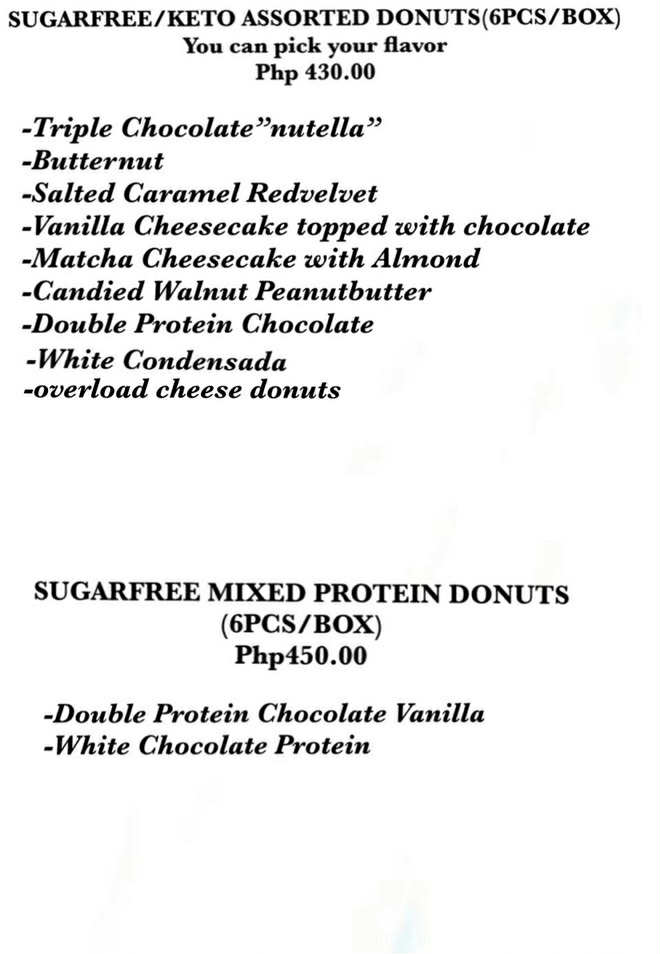 SUGARFREE/KETO ASSORTED DONUTS(6PCS/BOX)
You can pick your flavor
Php 430.00
-Triple Chocolate”nutella”
-Butternut
-Salted Caramel Redvelvet
-Vanilla Cheesecake topped with chocolate
-Matcha Cheesecake with Almond
-Candied Walnut Peanutbutter
-Double Protein Chocolate
-White Condensada
-overload cheese donuts
SUGARFREE MIXED PROTEIN DONUTS
(6PCS/BOX)
Php450.00
-Double Protein Chocolate Vanilla
-White Chocolate Protein